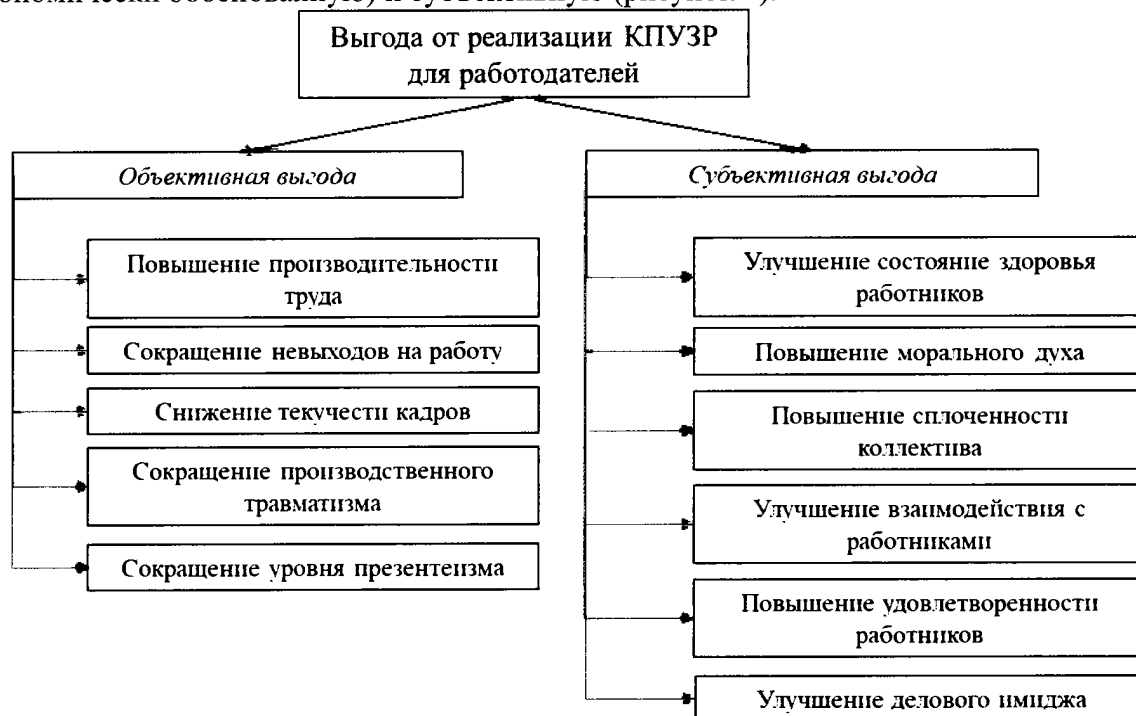 Выгода от реализации КПУЗР
для работодателей
Объективная выгода
Субъективная выгода
Повышение производительности
труда
Сокращение невыходов на работу
Снижение текучести кадров
Сокращение производственного
травматизма
Сокращение уровня презентеизма
Улучшение состояние здоровья
работников
Повышение морального духа
Повышение сплоченности
коллектива
Улучшение взаимодействия с
работниками
Повышение удовлетворенности
работников
Улучшение делового имиджа